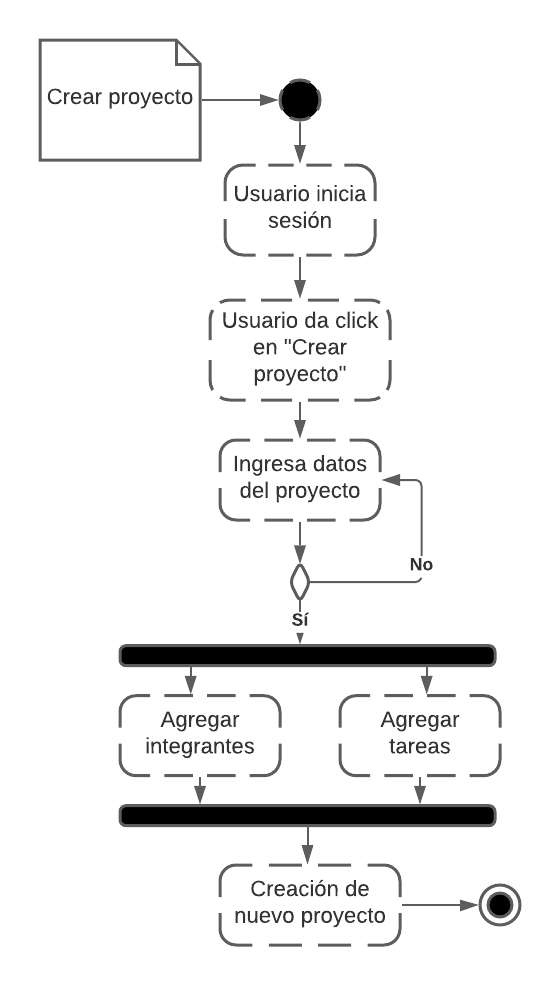 Crear proyecto
Usuario inicia
sesión
Usuario da click
en "Crear
proyecto"
Ingresa datos
del proyecto
No
Sí
Agregar
integrantes
Agregar
tareas
Creación de
nuevo proyecto